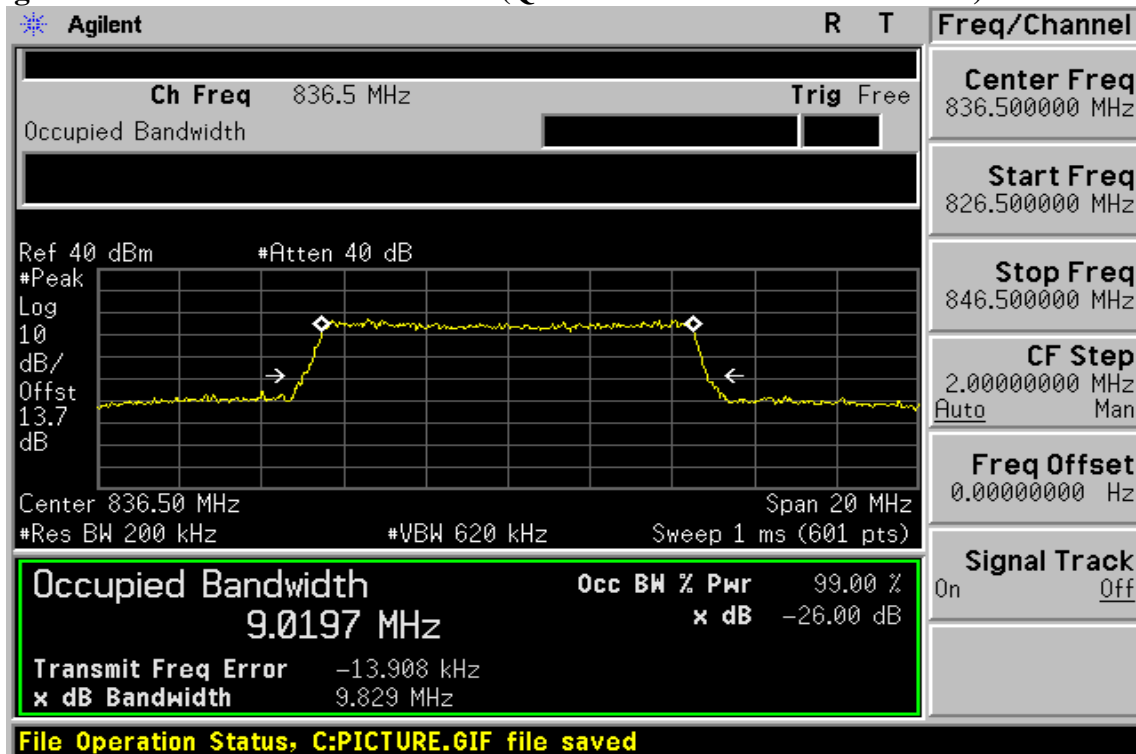 Agilent R T Freq/Channel
Ch Freq 836.5 MHz Trig Free
Occupied Bandwidth
Center Freq
836.500000 MHz
Start Freq
826.500000 MHz
Stop Freq
846.500000 MHz
CF Step
2.00000000 MHz
Auto Man
Freq Offset
0.00000000 Hz
Signal Track
On Off
Ref 40 dBm #Atten 40 dB
#Peak
Log
10
dB/
Offst
13.7
dB
Center 836.50 MHz Span 20 MHz
#Res BW 200 kHz #VBW 620 kHz Sweep 1 ms (601 pts)
Occupied Bandwidth Occ BW % Pwr 99.00 %
9.0197 MHz x dB -26.00 dB
Transmit Freq Error -13.908 kHz
x dB Bandwidth 9.829 MHz
File Operation Status, C:PICTURE.GIF file saved